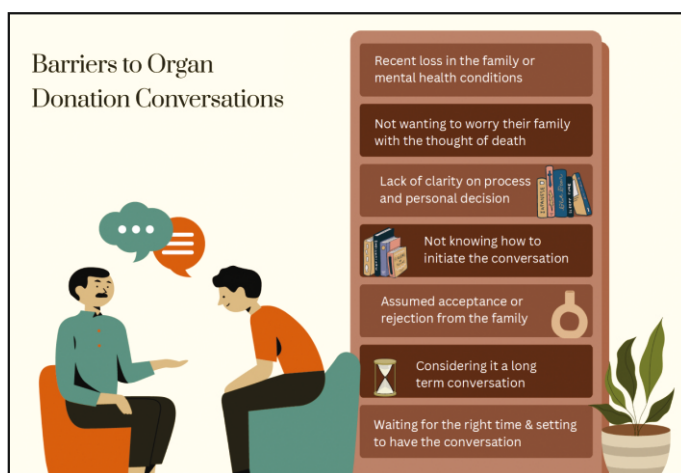 Barriers to Organ
Donation Conversations
Recent loss in the family or
mental health conditions
Not wanting to worry their family
with the thought of death
Lack of clarity on process
and personal decision
Not knowing how to
initiate the conversation
Assumed acceptance or
rejection from the family
Considering it a long
term conversation
Waiting for the right time & setting
to have the conversation